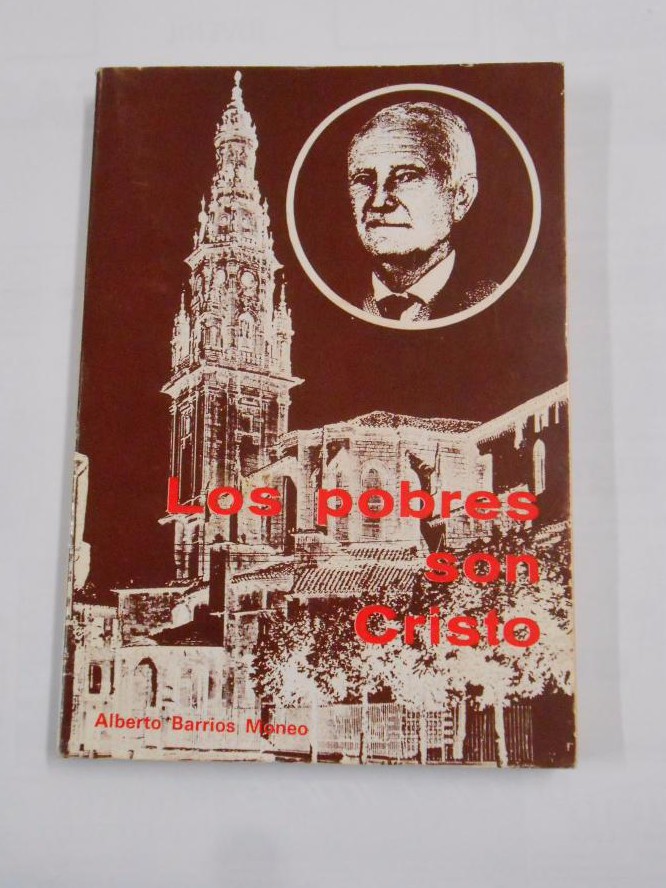 Los pobres
son
Cristo
Alberto Barrios Moneo